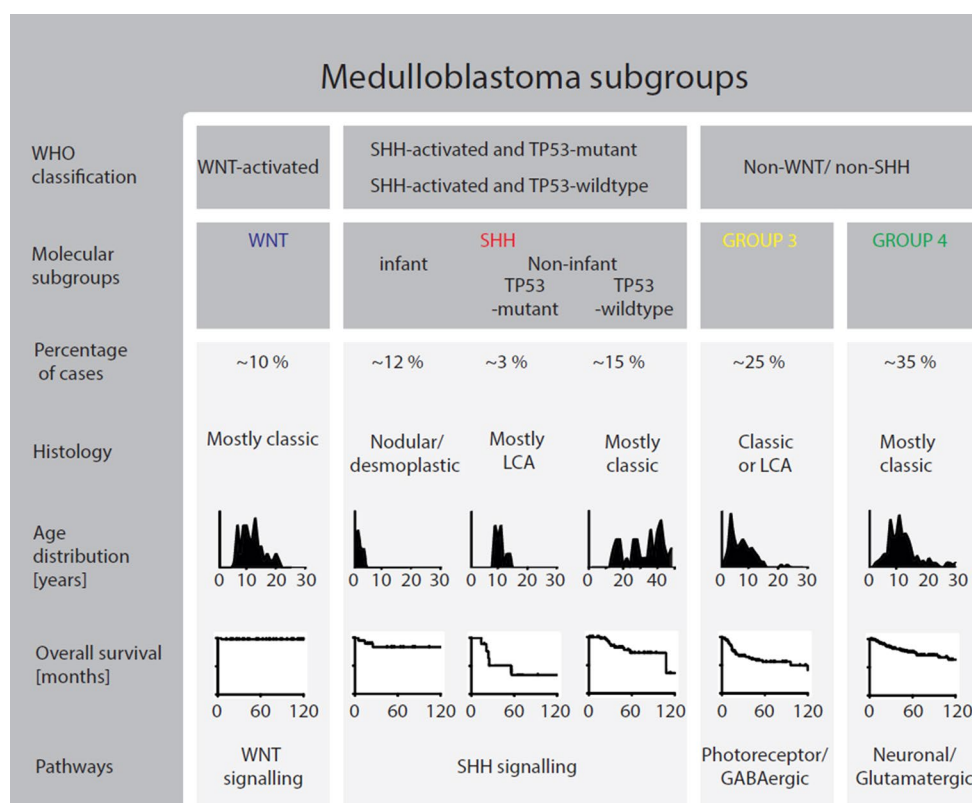 Medulloblastoma subgroups
WHO
classification
WNT-activated
SHH-activated and TP53-mutant
SHH-activated and TP53-wildtype
Non-WNT/ non-SHH
Molecular
subgroups
WNT
SHH
infant
Non-infant
TP53
-mutant
TP53
-wildtype
GROUP 3
GROUP 4
Percentage
of cases
~10 %
~12 %
~3 %
~15 %
~25 %
~35 %
Histology
Mostly classic
Nodular/
desmoplastic
Mostly
LCA
Mostly
classic
Classic
or LCA
Mostly
classic
Age
distribution
[years]
0 10 20 30
0 10 20 30
0 10 20 30
0 20 40
0 10 20 30
0 10 20 30
Overall survival
[months]
0 60 120
0 60 120
0 60 120
0 60 120
0 60 120
0 60 120
Pathways
WNT
signalling
SHH signalling
Photoreceptor/
GABAergic
Neuronal/
Glutamatergic